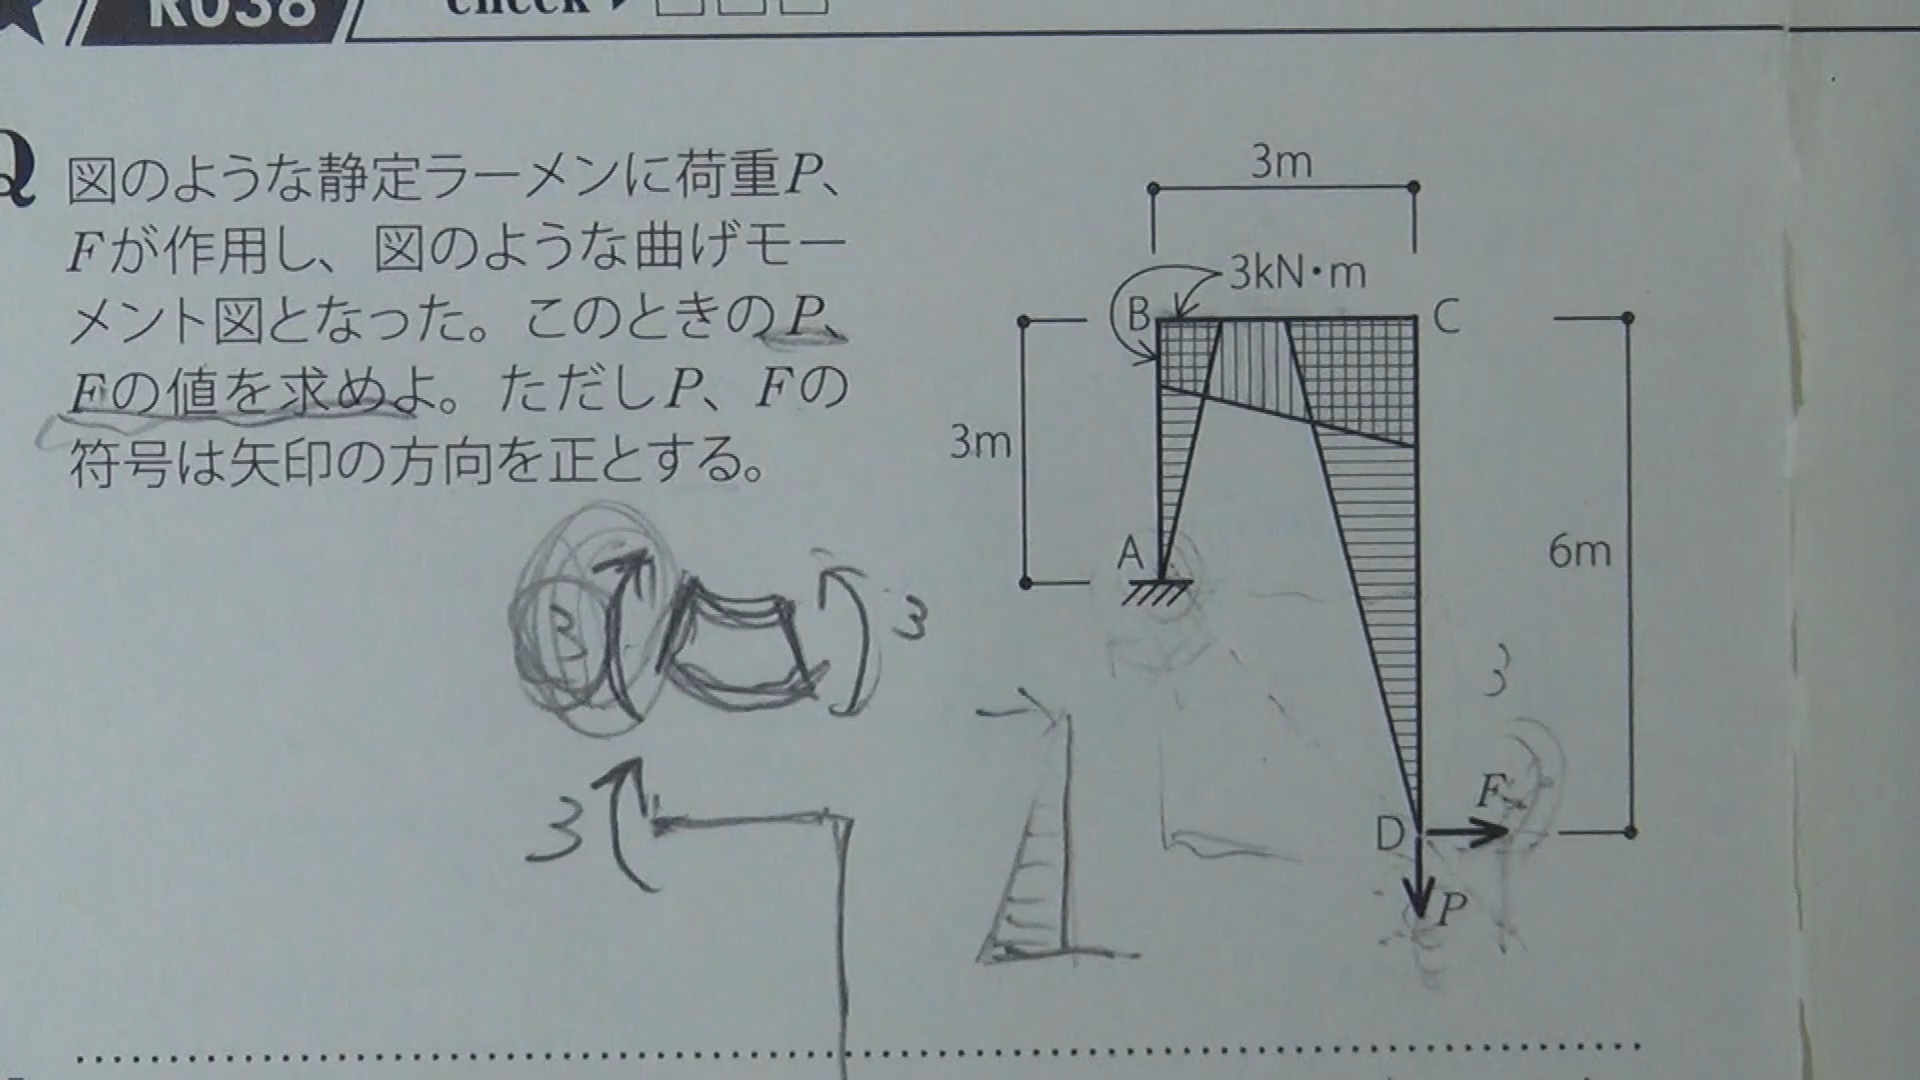 R038 check
Q 図のような静定ラーメンに荷重P、
Fが作用し、図のような曲げモー
メント図となった。このときのP、
Fの値を求めよ。ただしP、Fの
符号は矢印の方向を正とする。
3m
3kN・m
B
C
3m
A
6m
F
D
P
3
3
3
3